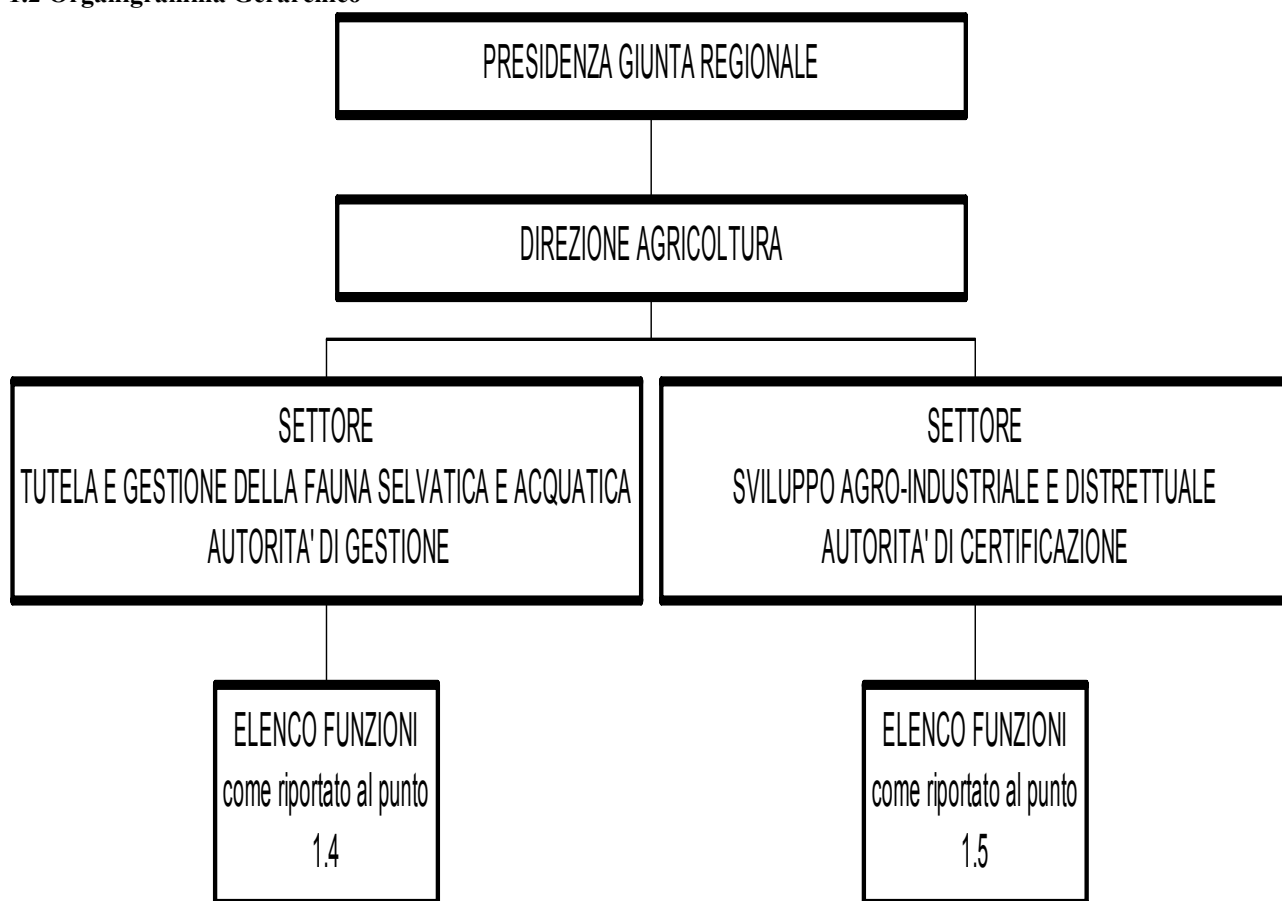 1.2 Organigramma Gerarchico
PRESIDENZA GIUNTA REGIONALE
DIREZIONE AGRICOLTURA
SETTORE
TUTELA E GESTIONE DELLA FAUNA SELVATICA E ACQUATICA
AUTORITA' DI GESTIONE
SETTORE
SVILUPPO AGRO-INDUSTRIALE E DISTRETTUALE
AUTORITA' DI CERTIFICAZIONE
ELENCO FUNZIONI
come riportato al punto
1.4
ELENCO FUNZIONI
come riportato al punto
1.5